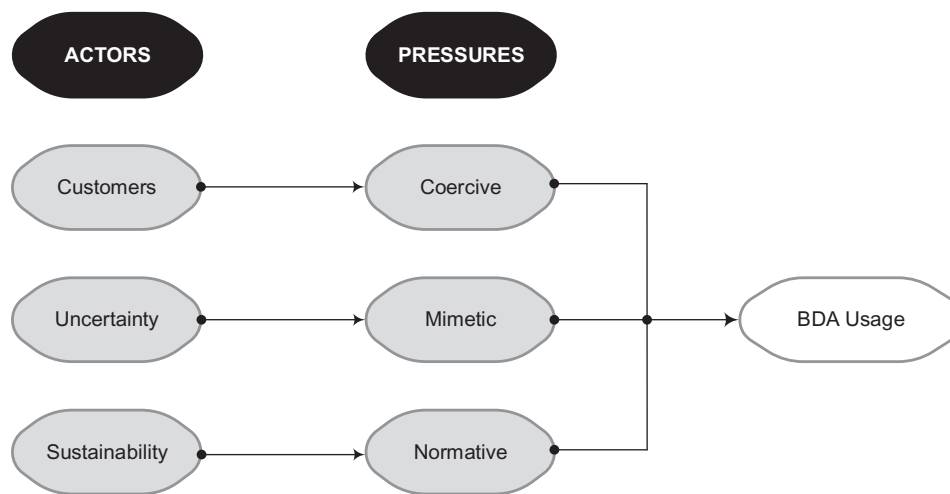 ACTORS
PRESSURES
Customers
Coercive
Uncertainty
Mimetic
BDA Usage
Sustainability
Normative